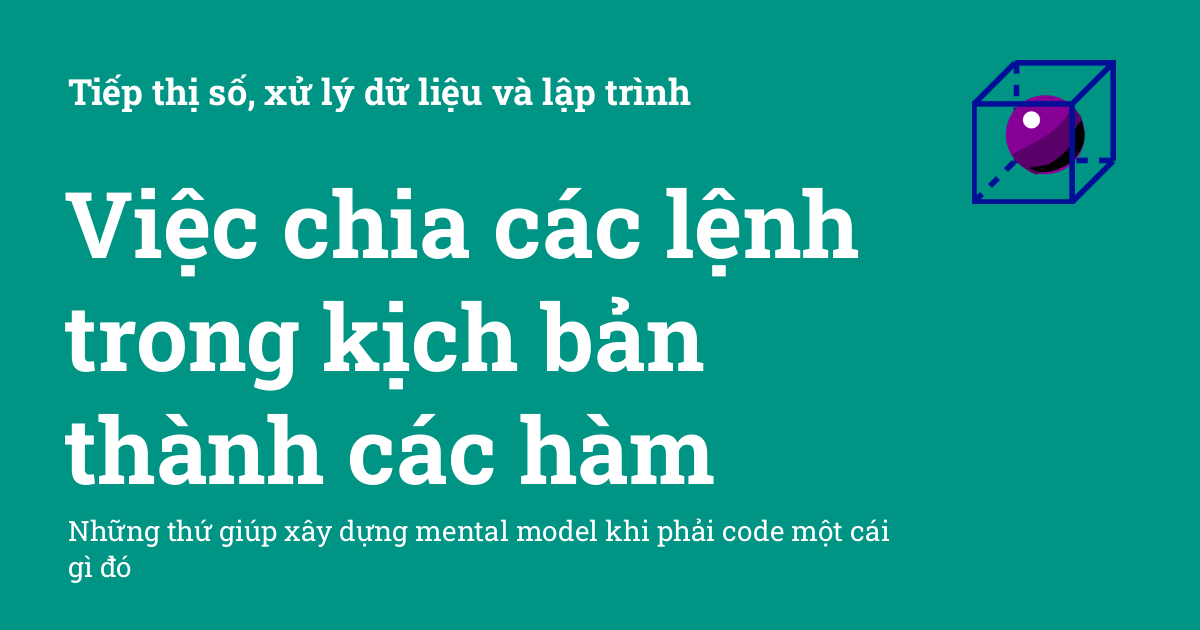 Tiếp thị số, xử lý dữ liệu và lập trình
Việc chia các lệnh
trong kịch bản
thành các hàm
Những thứ giúp xây dựng mental model khi phải code một cái
gì đó